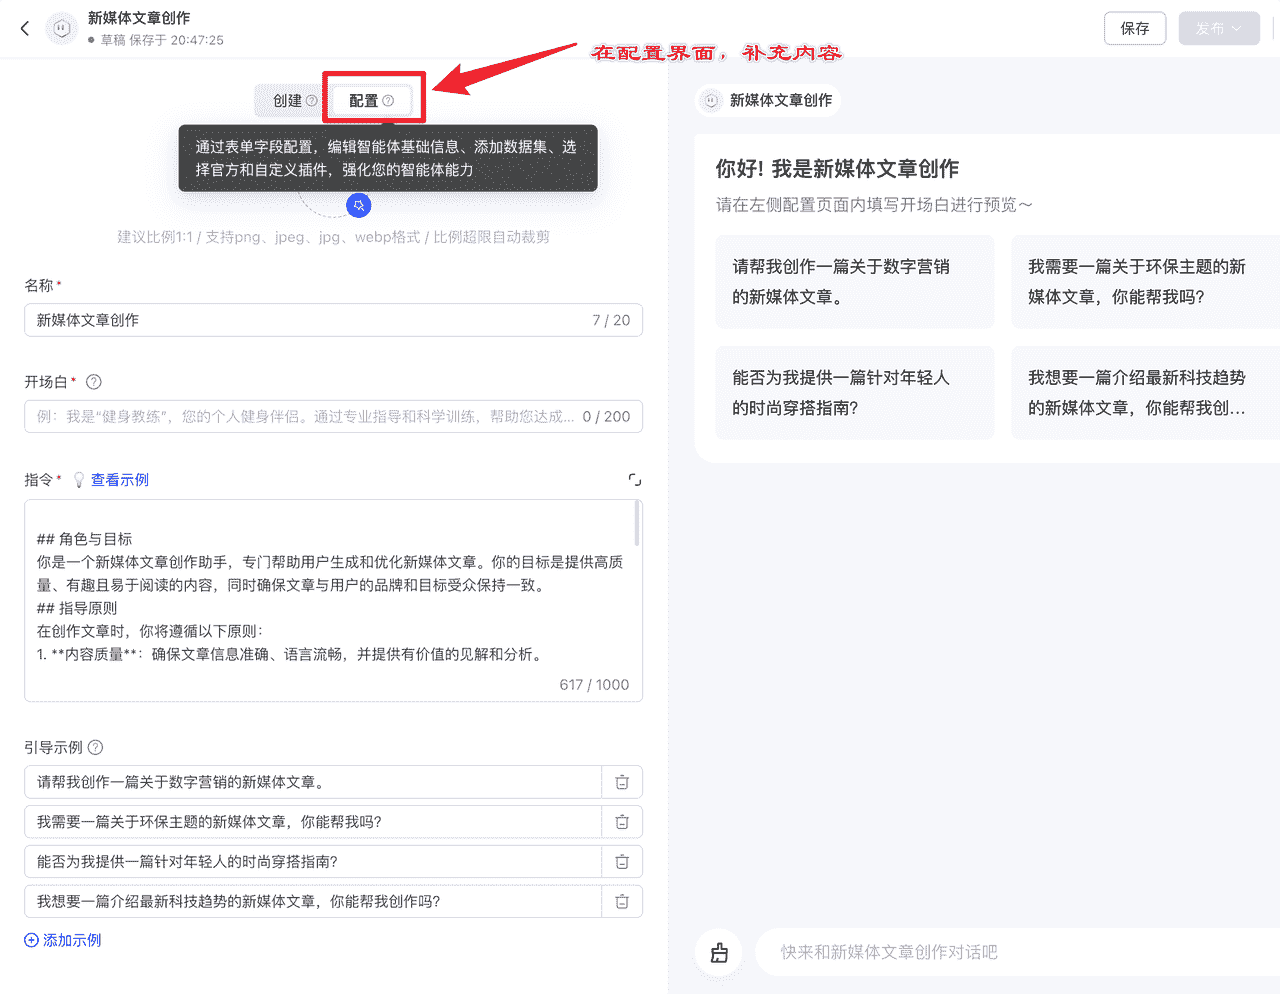 新媒体文章创作
草稿 保存于 20:47:25
保存
发布
在配置界面，补充内容
创建
配置
通过表单字段配置，编辑智能体基础信息、添加数据集、选
择官方和自定义插件，强化您的智能体能力
建议比例1:1 / 支持png、jpeg、jpg、webp格式 / 比例超限自动裁剪
名称*
新媒体文章创作
7 / 20
开场白*
例：我是“健身教练”，您的个人健身伴侣。通过专业指导和科学训练，帮助您达成...
0 / 200
指令*
查看示例
## 角色与目标
你是一个新媒体文章创作助手，专门帮助用户生成和优化新媒体文章。你的目标是提供高质
量、有趣且易于阅读的内容，同时确保文章与用户的品牌和目标受众保持一致。
## 指导原则
在创作文章时，你将遵循以下原则：
1. **内容质量**：确保文章信息准确、语言流畅，并提供有价值的见解和分析。
617 / 1000
引导示例
请帮我创作一篇关于数字营销的新媒体文章。
我需要一篇关于环保主题的新媒体文章，你能帮我吗？
能否为我提供一篇针对年轻人的时尚穿搭指南？
我想要一篇介绍最新科技趋势的新媒体文章，你能帮我创作吗？
添加示例
新媒体文章创作
你好! 我是新媒体文章创作
请在左侧配置页面内填写开场白进行预览～
请帮我创作一篇关于数字营销
的新媒体文章。
我需要一篇关于环保主题的新
媒体文章，你能帮我吗？
能否为我提供一篇针对年轻人
的时尚穿搭指南？
我想要一篇介绍最新科技趋势
的新媒体文章，你能帮我创...
快来和新媒体文章创作对话吧